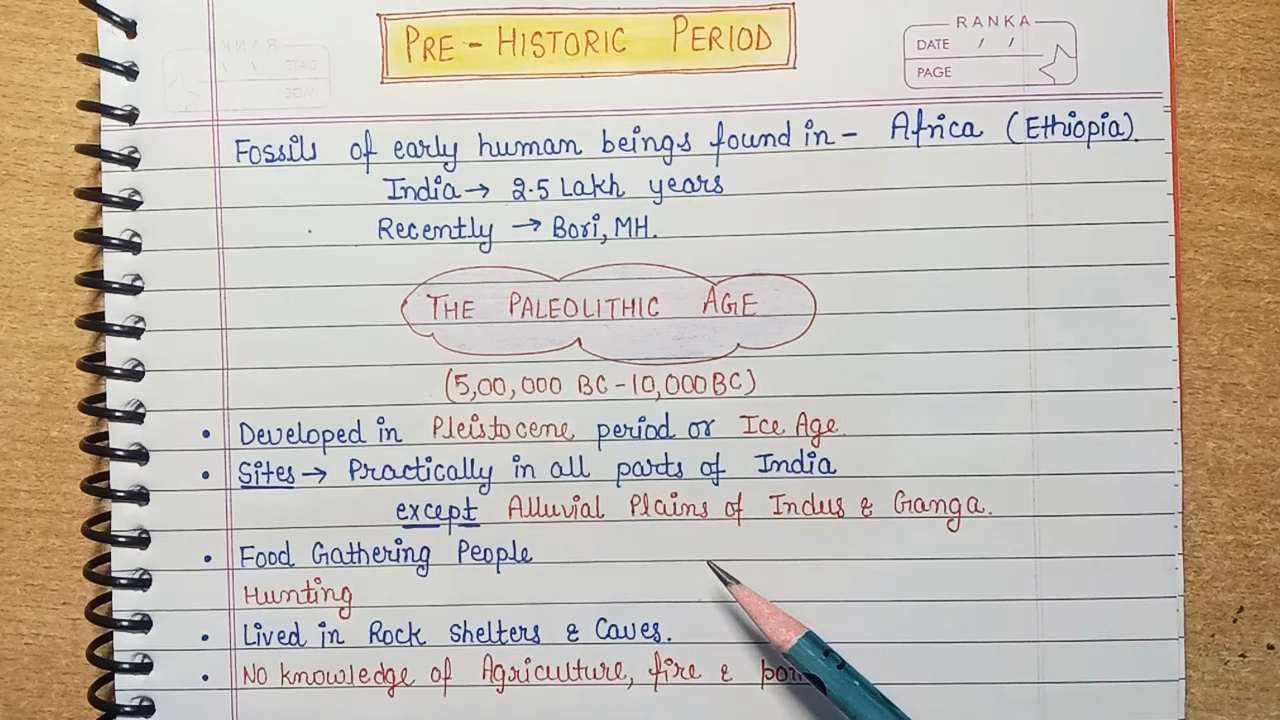 PRE-HISTORIC PERIOD
RANKA
DATE / /
PAGE
Fossils of early human beings found in - Africa (Ethiopia).
India → 2.5 Lakh years
Recently → Bori, MH.
THE PALEOLITHIC AGE
(5,00,000 BC - 10,000 BC)
• Developed in Pleistocene period or Ice Age
• Sites → Practically in all parts of India
except Alluvial Plains of Indus & Ganga.
• Food Gathering People
Hunting
• Lived in Rock shelters & Caves.
• No knowledge of Agriculture, fire &